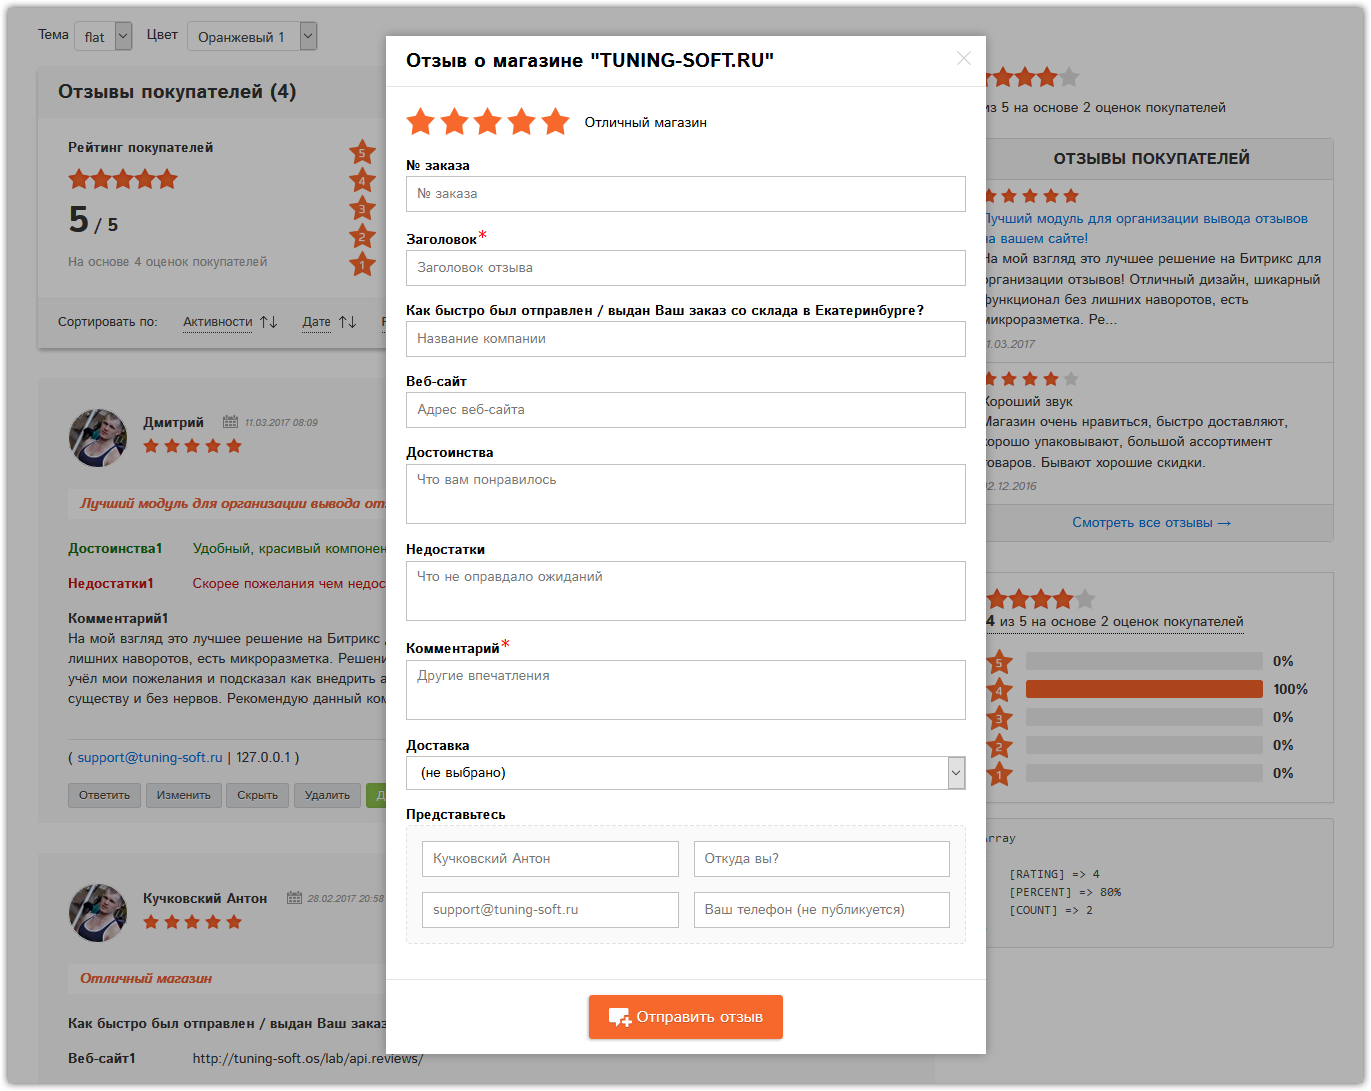 Тема
flat
Цвет
Оранжевый 1
Отзывы покупателей (4)
Рейтинг покупателей
5 / 5
На основе 4 оценок покупателей
5
4
3
2
1
Сортировать по:
Активности
Дате
Дмитрий
11.03.2017 08:09
Лучший модуль для организации вывода от
Достоинства1
Удобный, красивый компонен
Недостатки1
Скорее пожелания чем недос
Комментарий1
На мой взгляд это лучшее решение на Битрикс
лишних наворотов, есть микроразметка. Решени
учёл мои пожелания и подсказал как внедрить а
существу и без нервов. Рекомендую данный ком
( support@tuning-soft.ru | 127.0.0.1 )
Ответить
Изменить
Скрыть
Удалить
Кучковский Антон
28.02.2017 20:58
Отличный магазин
Как быстро был отправлен / выдан Ваш заказ
Веб-сайт1
http://tuning-soft.os/lab/api.reviews/
Отзыв о магазине "TUNING-SOFT.RU"
Отличный магазин
№ заказа
№ заказа
Заголовок*
Заголовок отзыва
Как быстро был отправлен / выдан Ваш заказ со склада в Екатеринбурге?
Название компании
Веб-сайт
Адрес веб-сайта
Достоинства
Что вам понравилось
Недостатки
Что не оправдало ожиданий
Комментарий*
Другие впечатления
Доставка
(не выбрано)
Представьтесь
Кучковский Антон
Откуда вы?
support@tuning-soft.ru
Ваш телефон (не публикуется)
Отправить отзыв
из 5 на основе 2 оценок покупателей
ОТЗЫВЫ ПОКУПАТЕЛЕЙ
Лучший модуль для организации вывода отзывов
на вашем сайте!
На мой взгляд это лучшее решение на Битрикс для
организации отзывов! Отличный дизайн, шикарный
функционал без лишних наворотов, есть
микроразметка. Ре...
1.03.2017
Хороший звук
Магазин очень нравиться, быстро доставляют,
хорошо упаковывают, большой ассортимент
товаров. Бывают хорошие скидки.
02.12.2016
Смотреть все отзывы →
4 из 5 на основе 2 оценок покупателей
5 0%
4 100%
3 0%
2 0%
1 0%
Array
[RATING] => 4
[PERCENT] => 80%
[COUNT] => 2